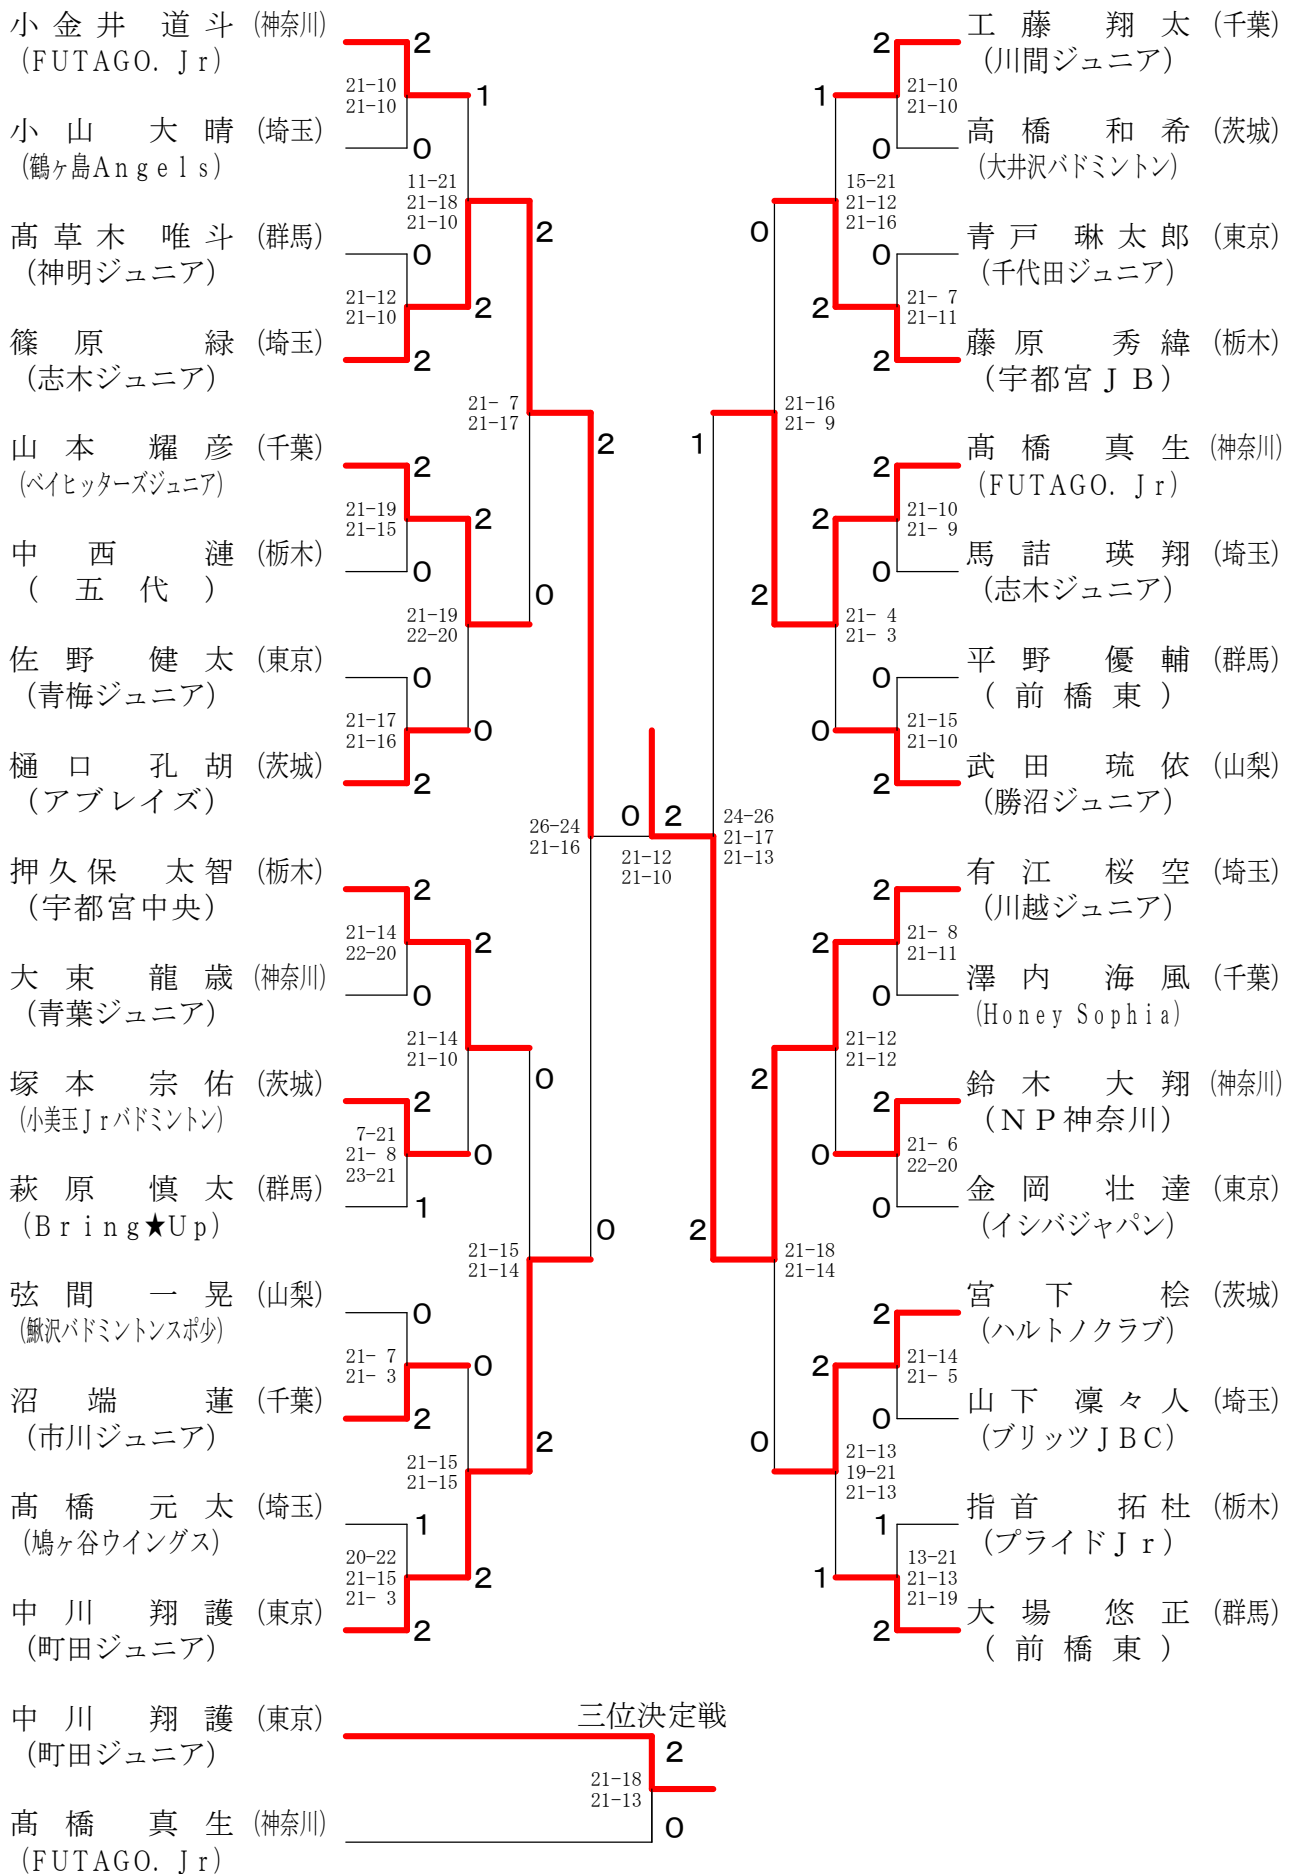 小金井 道斗 (神奈川)
(FUTAGO. Jr)
小山 大晴 (埼玉)
(鶴ヶ島Angels)
髙草木 唯斗 (群馬)
(神明ジュニア)
篠原 緑 (埼玉)
(志木ジュニア)
山本 耀彦 (千葉)
(ベイヒッターズジュニア)
中西 漣 (栃木)
(五代)
佐野 健太 (東京)
(青梅ジュニア)
樋口 孔胡 (茨城)
(アブレイズ)
押久保 太智 (栃木)
(宇都宮中央)
大東 龍歳 (神奈川)
(青葉ジュニア)
塚本 宗佑 (茨城)
(小美玉Jrバドミントン)
萩原 慎太 (群馬)
(Bring★Up)
弦間 一晃 (山梨)
(鰍沢バドミントンスポ少)
沼端 蓮 (千葉)
(市川ジュニア)
髙橋 元太 (埼玉)
(鳩ヶ谷ウイングス)
中川 翔護 (東京)
(町田ジュニア)
2
21-10
21-10
0
0
21-12
21-10
2
2
21-19
21-15
0
0
21-17
21-16
2
2
21-14
22-20
0
2
7-21
21- 8
23-21
1
0
21- 7
21- 3
2
1
20-22
21-15
21- 3
2
1
11-21
21-18
21-10
2
2
21-19
22-20
0
2
21-14
21-10
0
0
21-15
21-15
2
2
21- 7
21-17
0
0
21-15
21-14
2
2
26-24
21-16
0
0 2
21-12
21-10
1
24-26
21-17
21-13
2
0
21-16
21- 9
2
2
21-18
21-14
0
1
15-21
21-12
21-16
2
2
21- 4
21- 3
0
2
21-12
21-12
0
2
21-13
19-21
21-13
1
2
21-10
21-10
0
0
21- 7
21-11
2
2
21-10
21- 9
0
0
21-15
21-10
2
2
21- 8
21-11
0
2
21- 6
22-20
0
2
21-14
21- 5
0
1
13-21
21-13
21-19
2
工藤 翔太 (千葉)
(川間ジュニア)
高橋 和希 (茨城)
(大井沢バドミントン)
青戸 琳太郎 (東京)
(千代田ジュニア)
藤原 秀緯 (栃木)
(宇都宮JB)
髙橋 真生 (神奈川)
(FUTAGO. Jr)
馬詰 瑛翔 (埼玉)
(志木ジュニア)
平野 優輔 (群馬)
(前橋東)
武田 琉依 (山梨)
(勝沼ジュニア)
有江 桜空 (埼玉)
(川越ジュニア)
澤内 海風 (千葉)
(Honey Sophia)
鈴木 大翔 (神奈川)
(NP神奈川)
金岡 壮達 (東京)
(イシバジャパン)
宮下 桧 (茨城)
(ハルトノクラブ)
山下 凜々人 (埼玉)
(ブリッツJBC)
指首 拓杜 (栃木)
(プライドJr)
大場 悠正 (群馬)
(前橋東)
三位決定戦
中川 翔護 (東京)
(町田ジュニア)
2
21-18
21-13
0
髙橋 真生 (神奈川)
(FUTAGO. Jr)